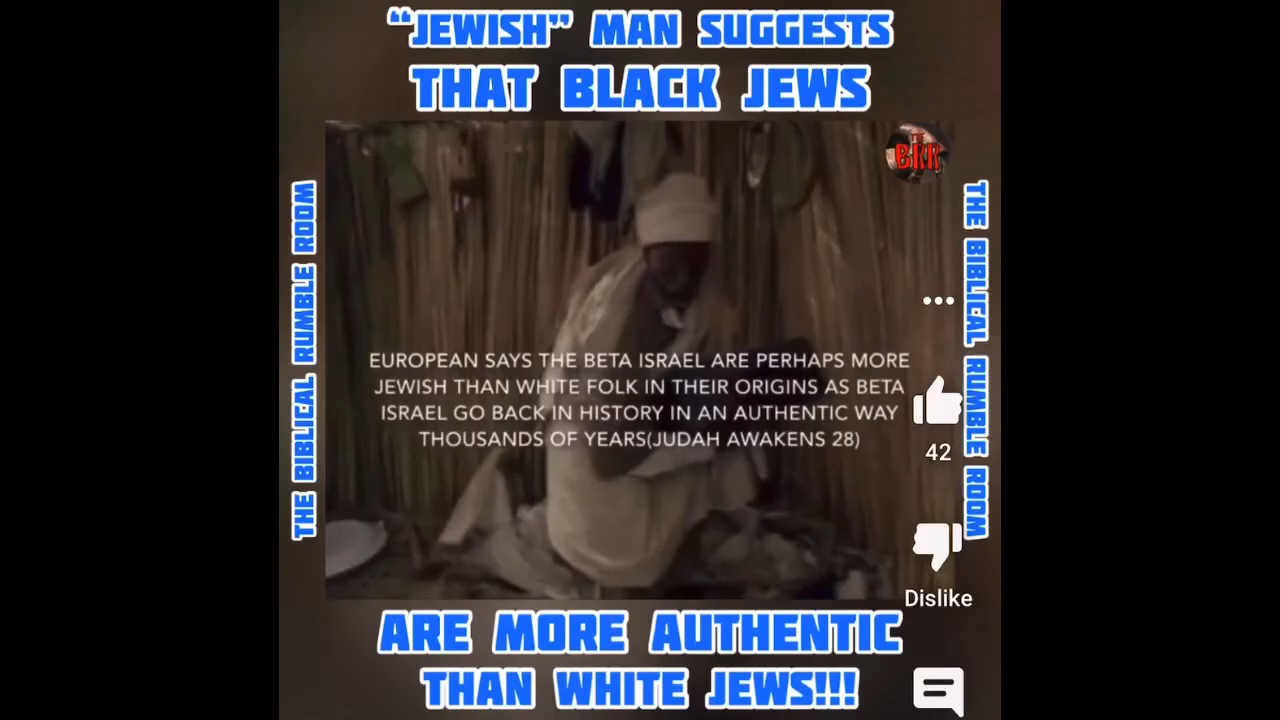 “JEWISH” MAN SUGGESTS
THAT BLACK JEWS
THE BRR
THE BIBLICAL RUMBLE ROOM
THE BIBLICAL RUMBLE ROOM
EUROPEAN SAYS THE BETA ISRAEL ARE PERHAPS MORE
JEWISH THAN WHITE FOLK IN THEIR ORIGINS AS BETA
ISRAEL GO BACK IN HISTORY IN AN AUTHENTIC WAY
THOUSANDS OF YEARS(JUDAH AWAKENS 28)
42
Dislike
ARE MORE AUTHENTIC
THAN WHITE JEWS!!!